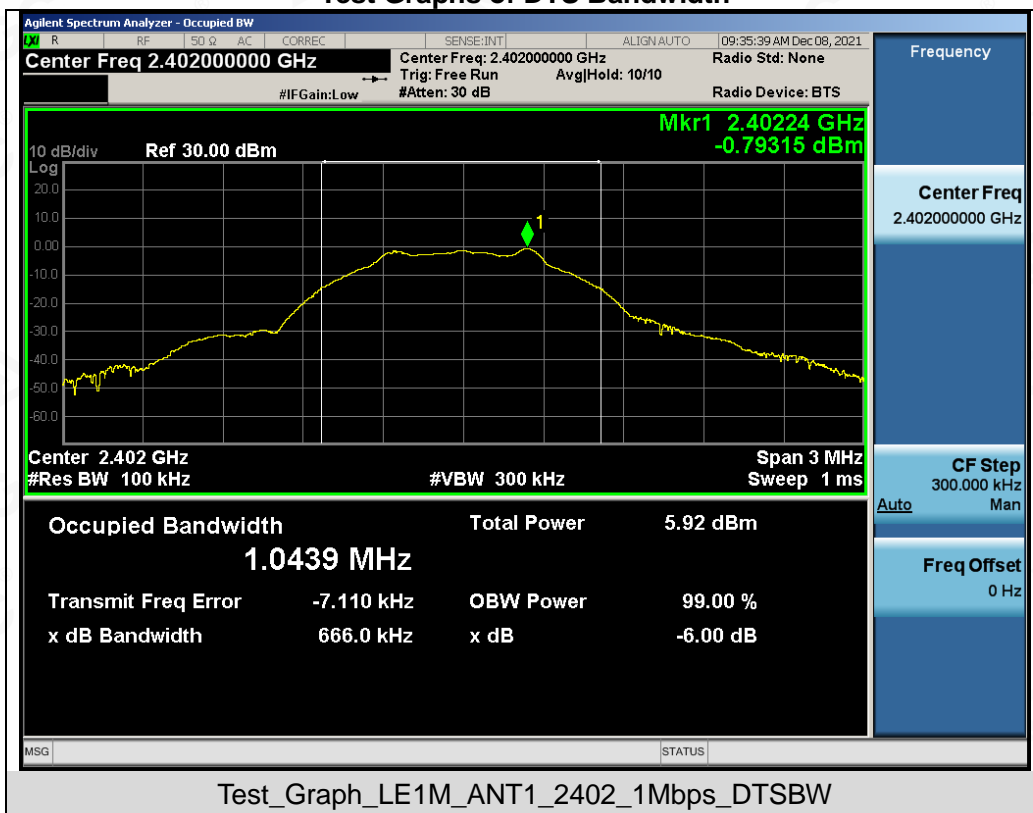 Test Graphs of DTS Bandwidth
Agilent Spectrum Analyzer - Occupied BW
LXI R RF 50 Ω AC CORREC SENSE:INT ALIGN AUTO 09:35:39 AM Dec 08, 2021
Center Freq 2.402000000 GHz
Center Freq: 2.402000000 GHz Radio Std: None
Trig: Free Run Avg|Hold: 10/10
#IFGain:Low #Atten: 30 dB Radio Device: BTS
Mkr1 2.40224 GHz
-0.79315 dBm
10 dB/div Ref 30.00 dBm
Log
20.0
10.0
1
0.00
-10.0
-20.0
-30.0
-40.0
-50.0
-60.0
Center 2.402 GHz Span 3 MHz
#Res BW 100 kHz #VBW 300 kHz Sweep 1 ms
Occupied Bandwidth Total Power 5.92 dBm
1.0439 MHz
Transmit Freq Error -7.110 kHz OBW Power 99.00 %
x dB Bandwidth 666.0 kHz x dB -6.00 dB
MSG STATUS
Frequency
Center Freq
2.402000000 GHz
CF Step
300.000 kHz
Auto Man
Freq Offset
0 Hz
Test_Graph_LE1M_ANT1_2402_1Mbps_DTSBW